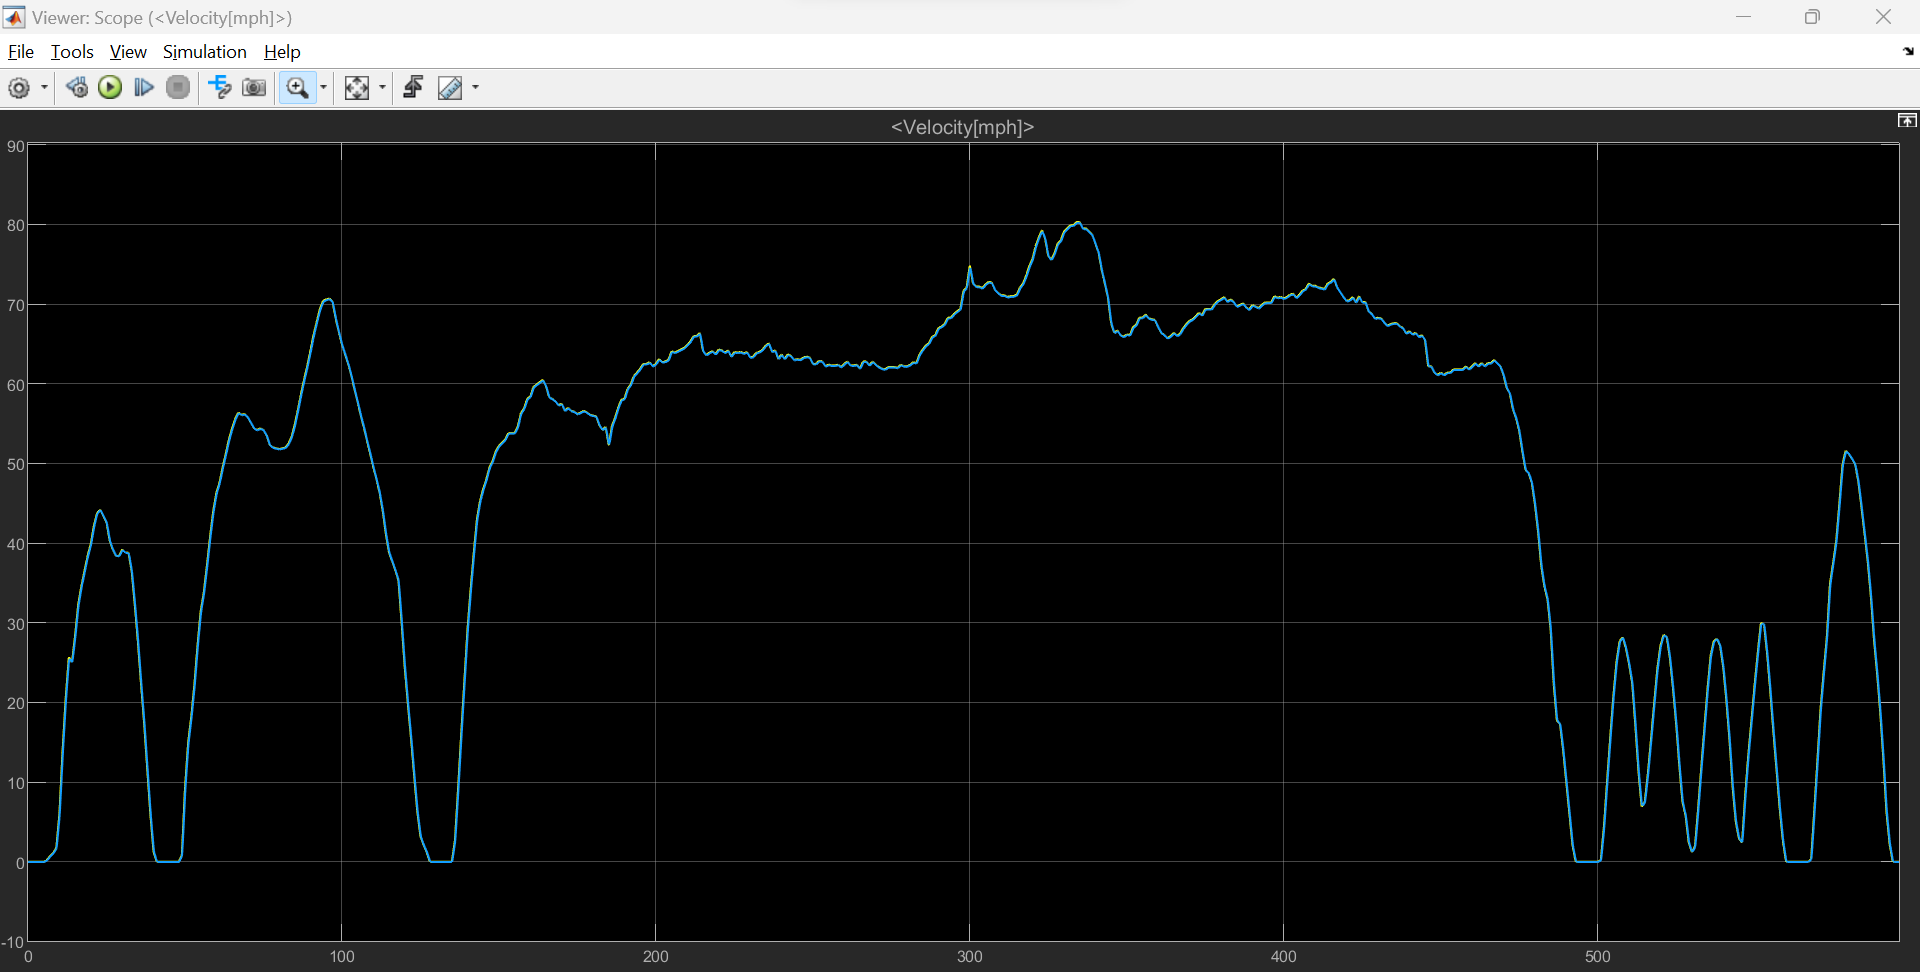 Viewer: Scope (<Velocity[mph]>)
File Tools View Simulation Help
<Velocity[mph]>
90
80
70
60
50
40
30
20
10
0
-10
0 100 200 300 400 500